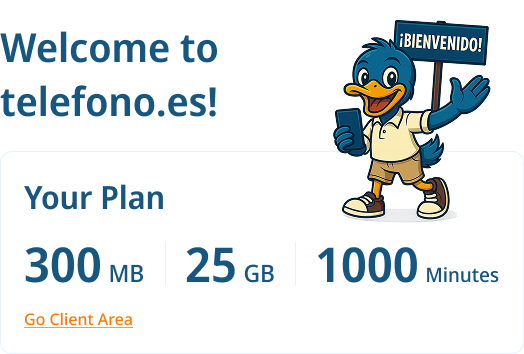 Welcome to
telefono.es!
¡BIENVENIDO!
Your Plan
300 MB 25 GB 1000 Minutes
Go Client Area